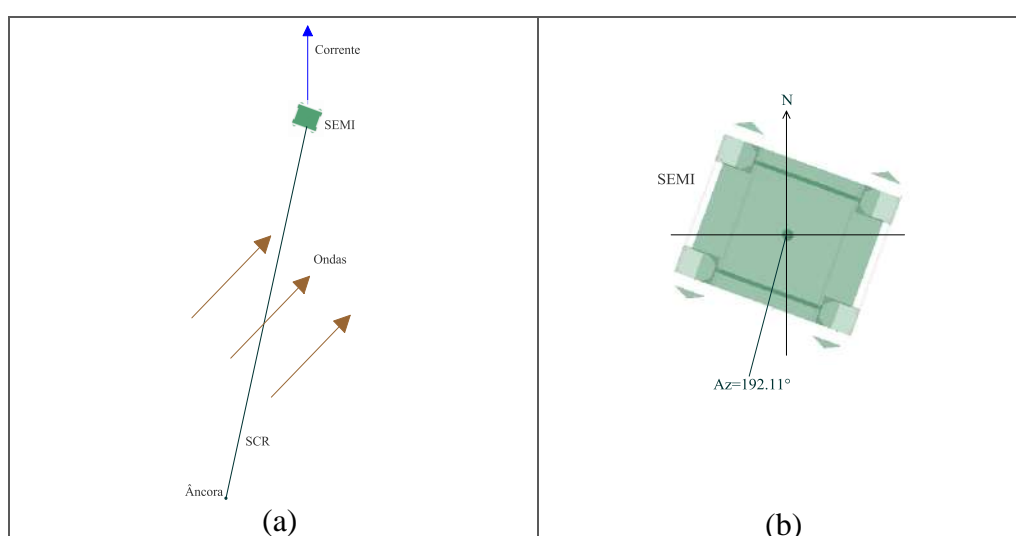 Corrente
SEMI
Ondas
SCR
Âncora
(a)
N
SEMI
Az=192.11°
(b)